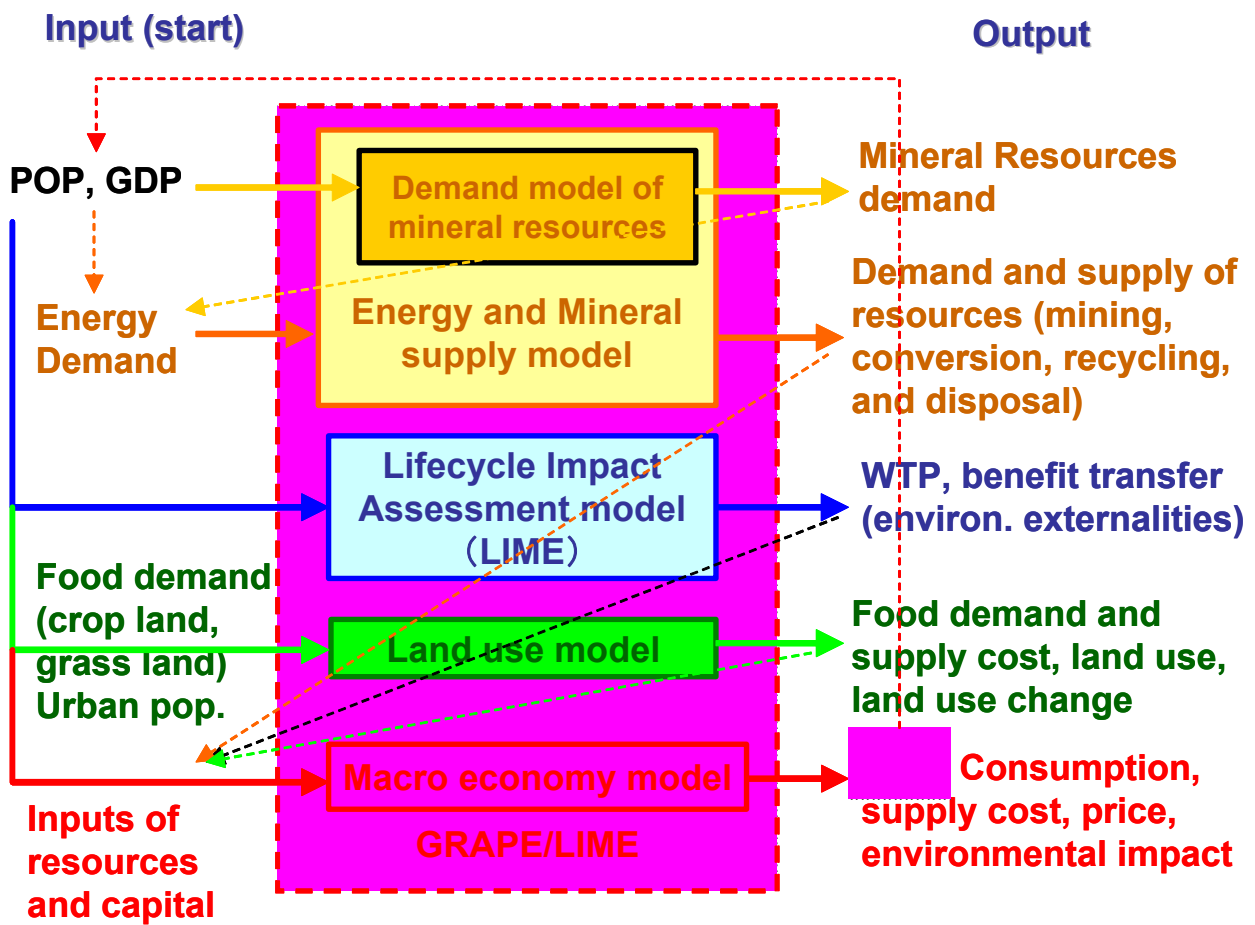 Input (start)
Output
POP, GDP
Demand model of
mineral resources
Mineral Resources
demand
Energy
Demand
Energy and Mineral
supply model
Demand and supply of
resources (mining,
conversion, recycling,
and disposal)
Lifecycle Impact
Assessment model
（LIME）
WTP, benefit transfer
(environ. externalities)
Food demand
(crop land,
grass land)
Urban pop.
Land use model
Food demand and
supply cost, land use,
land use change
Inputs of
resources
and capital
Macro economy model
GRAPE/LIME
Consumption,
supply cost, price,
environmental impact